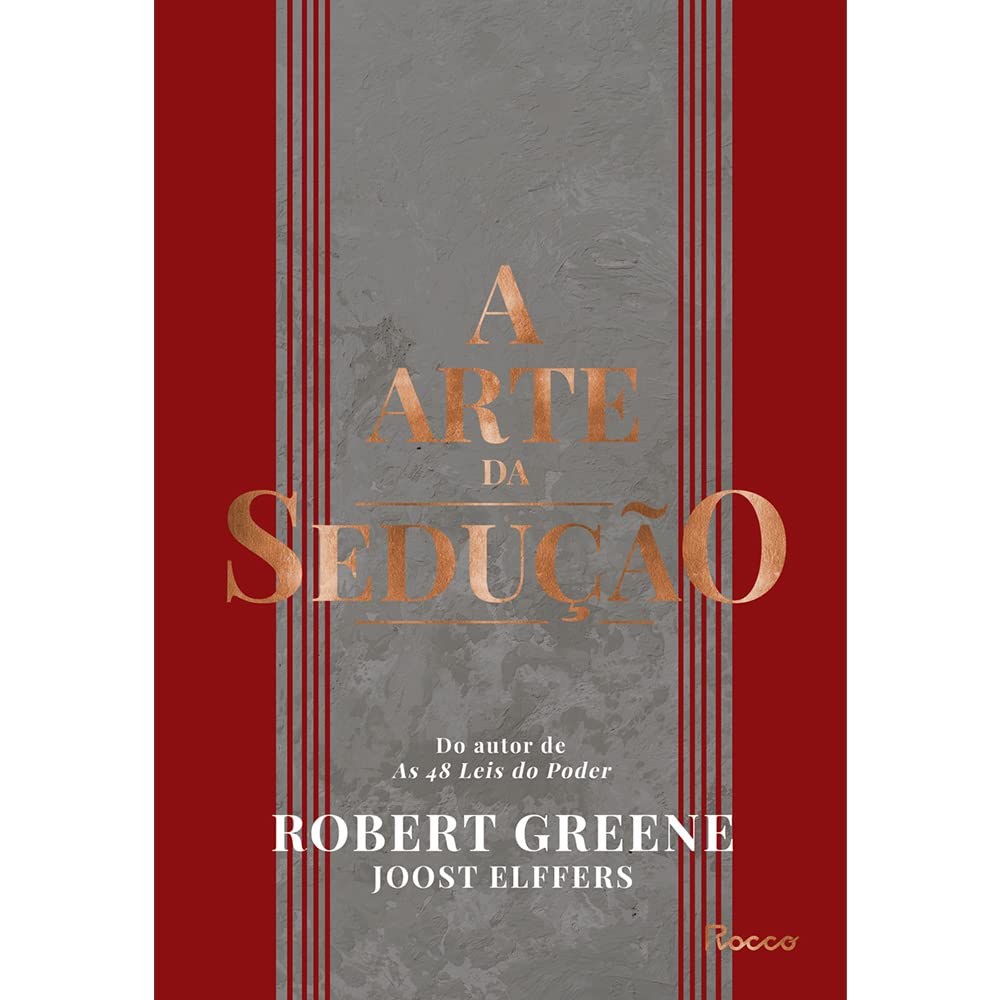 A
ARTE
DA
SEDUÇÃO
Do autor de
As 48 Leis do Poder
ROBERT GREENE
JOOST ELFFERS
Rocco